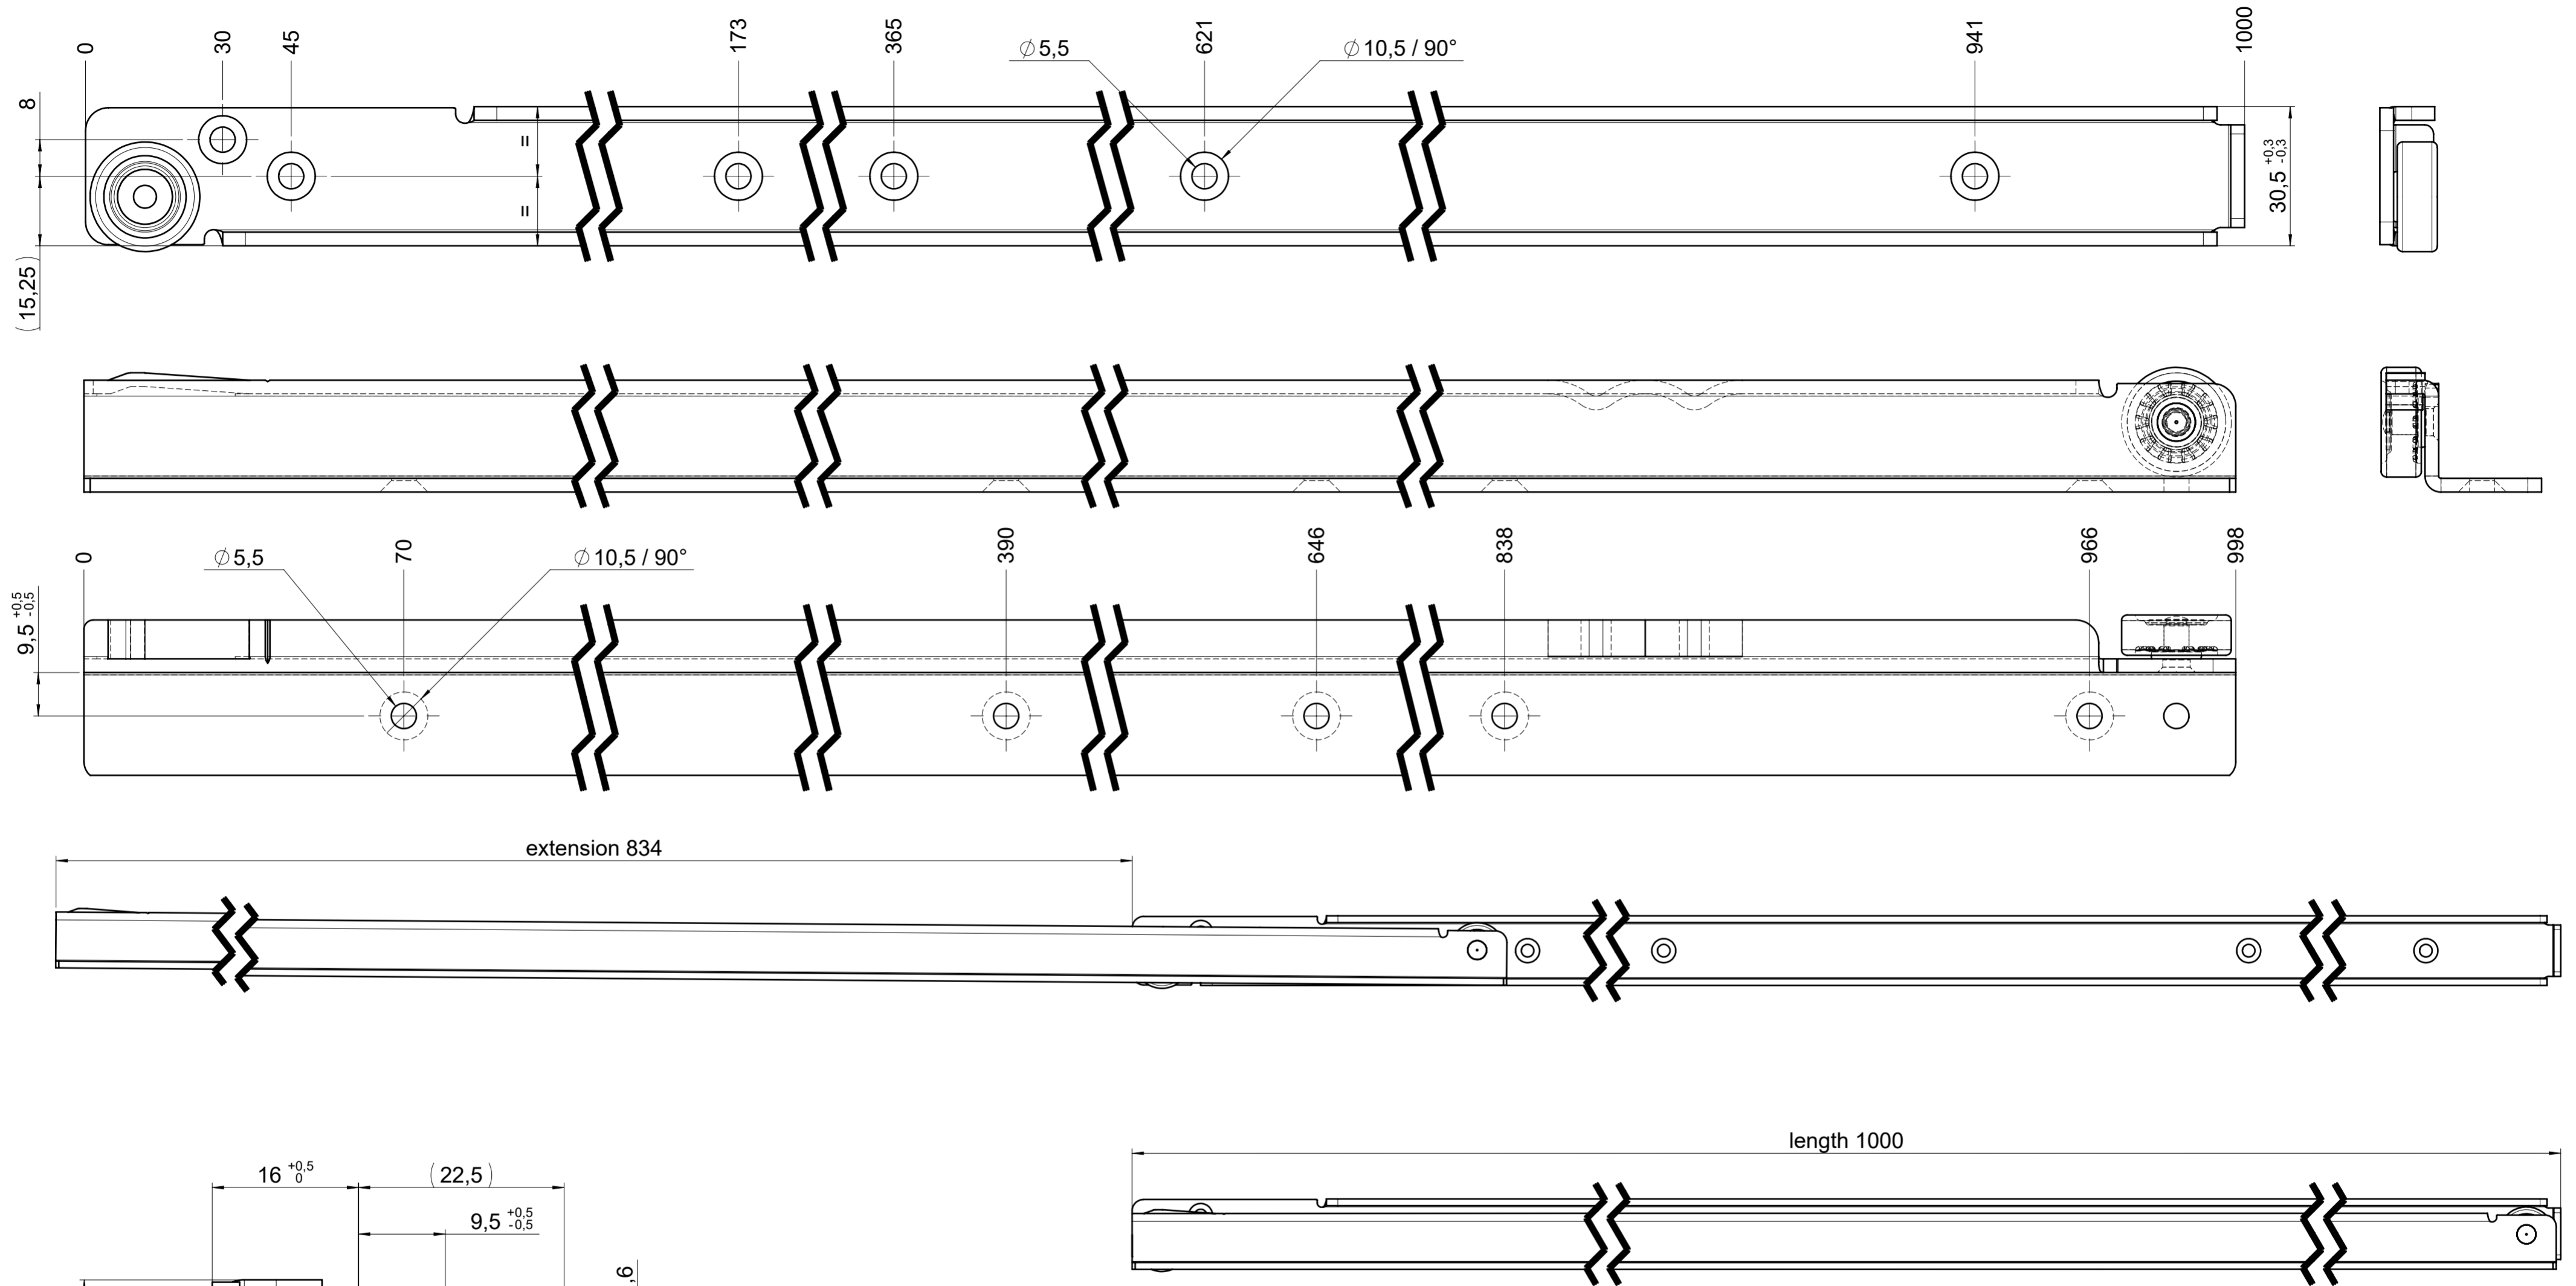 0
30
45
173
365
Ø 5,5
621
Ø 10,5 / 90°
941
1000
8
=
=
(15,25)
30,5 +0,3 -0,3
0
Ø 5,5
70
Ø 10,5 / 90°
390
646
838
966
998
9,5 +0,5 -0,5
extension 834
length 1000
16 +0,5 0
(22,5)
9,5 +0,5 -0,5
,6